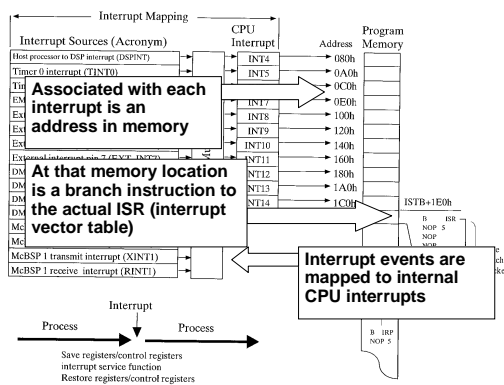 Interrupt Mapping
Interrupt Sources (Acronym)
CPU
Interrupt
Address
Program
Memory
Host processor to DSP interrupt (DSPINT)
INT4
080h
Timer 0 interrupt (TINT0)
INT5
0A0h
0C0h
INT7
0E0h
INT8
100h
INT9
120h
INT10
140h
External interrupt pin 7 (EXT_INT7)
INT11
160h
INT12
180h
INT13
1A0h
INT14
1C0h
Associated with each
interrupt is an
address in memory
At that memory location
is a branch instruction to
the actual ISR (interrupt
vector table)
ISTB+1E0h
B ISR
NOP 5
NOP
NOP
McBSP 1 transmit interrupt (XINT1)
McBSP 1 receive interrupt (RINT1)
Interrupt events are
mapped to internal
CPU interrupts
B IRP
NOP 5
Interrupt
Process
Process
Save registers/control registers
interrupt service function
Restore registers/control registers